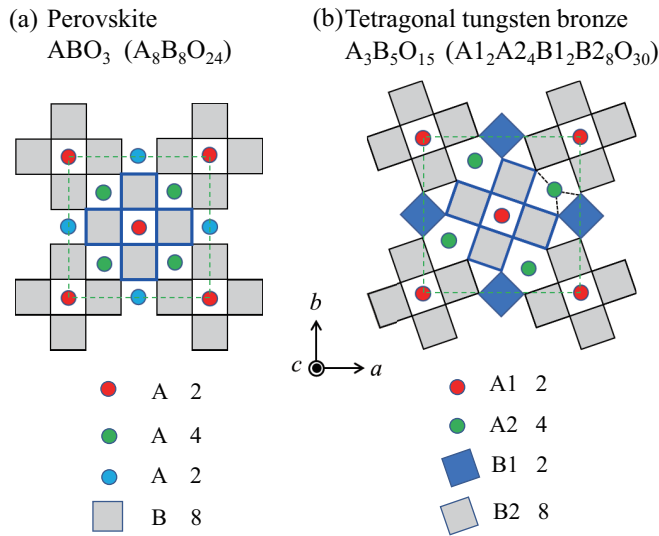 (a) Perovskite
ABO₃ (A₈B₈O₂₄)
(b) Tetragonal tungsten bronze
A₃B₅O₁₅ (A1₂A2₄B1₂B2₈O₃₀)
b
c
a
A 2
A 4
A 2
B 8
A1 2
A2 4
B1 2
B2 8